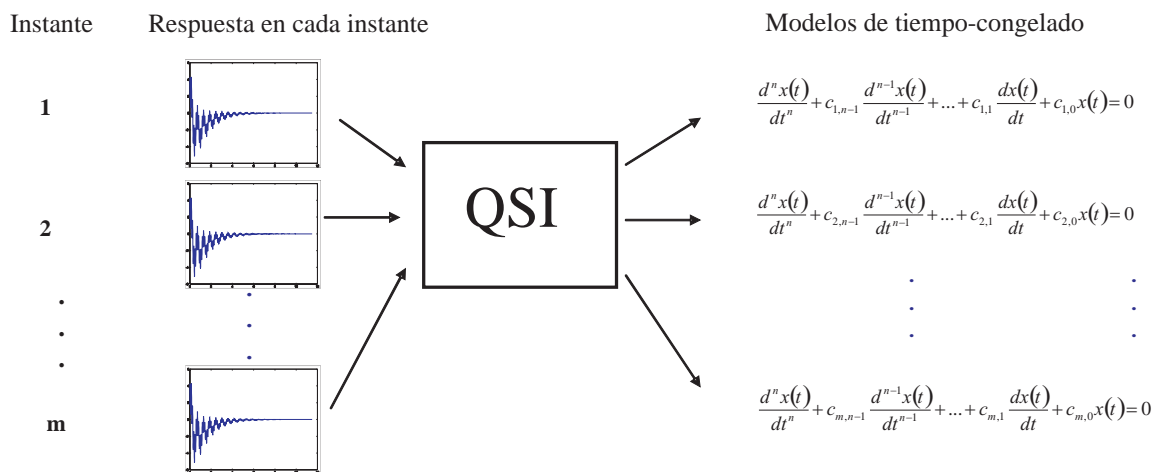 Instante Respuesta en cada instante Modelos de tiempo-congelado
1 d^n x(t)/dt^n + c_{1,n-1} d^{n-1} x(t)/dt^{n-1} + ... + c_{1,1} dx(t)/dt + c_{1,0} x(t) = 0
QSI
2 d^n x(t)/dt^n + c_{2,n-1} d^{n-1} x(t)/dt^{n-1} + ... + c_{2,1} dx(t)/dt + c_{2,0} x(t) = 0
m d^n x(t)/dt^n + c_{m,n-1} d^{n-1} x(t)/dt^{n-1} + ... + c_{m,1} dx(t)/dt + c_{m,0} x(t) = 0